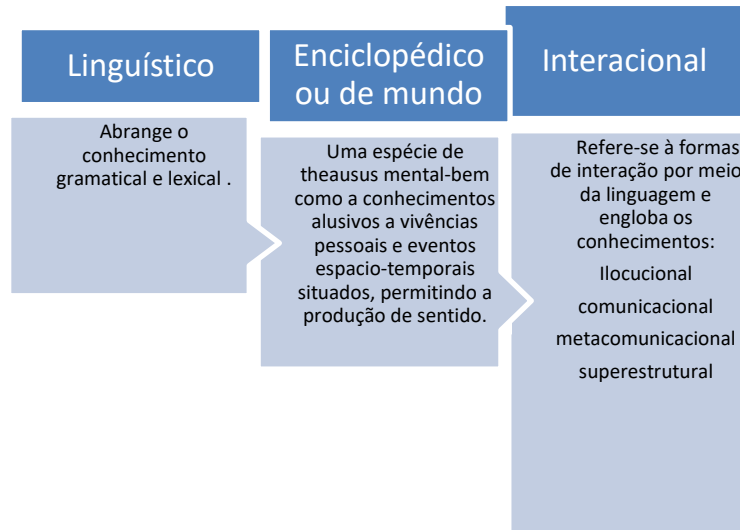 Linguístico
Abrange o
conhecimento
gramatical e lexical .
Enciclopédico
ou de mundo
Uma espécie de
theausus mental-bem
como a conhecimentos
alusivos a vivências
pessoais e eventos
espacio-temporais
situados, permitindo a
produção de sentido.
Interacional
Refere-se à formas
de interação por meio
da linguagem e
engloba os
conhecimentos:
Ilocucional
comunicacional
metacomunicacional
superestrutural